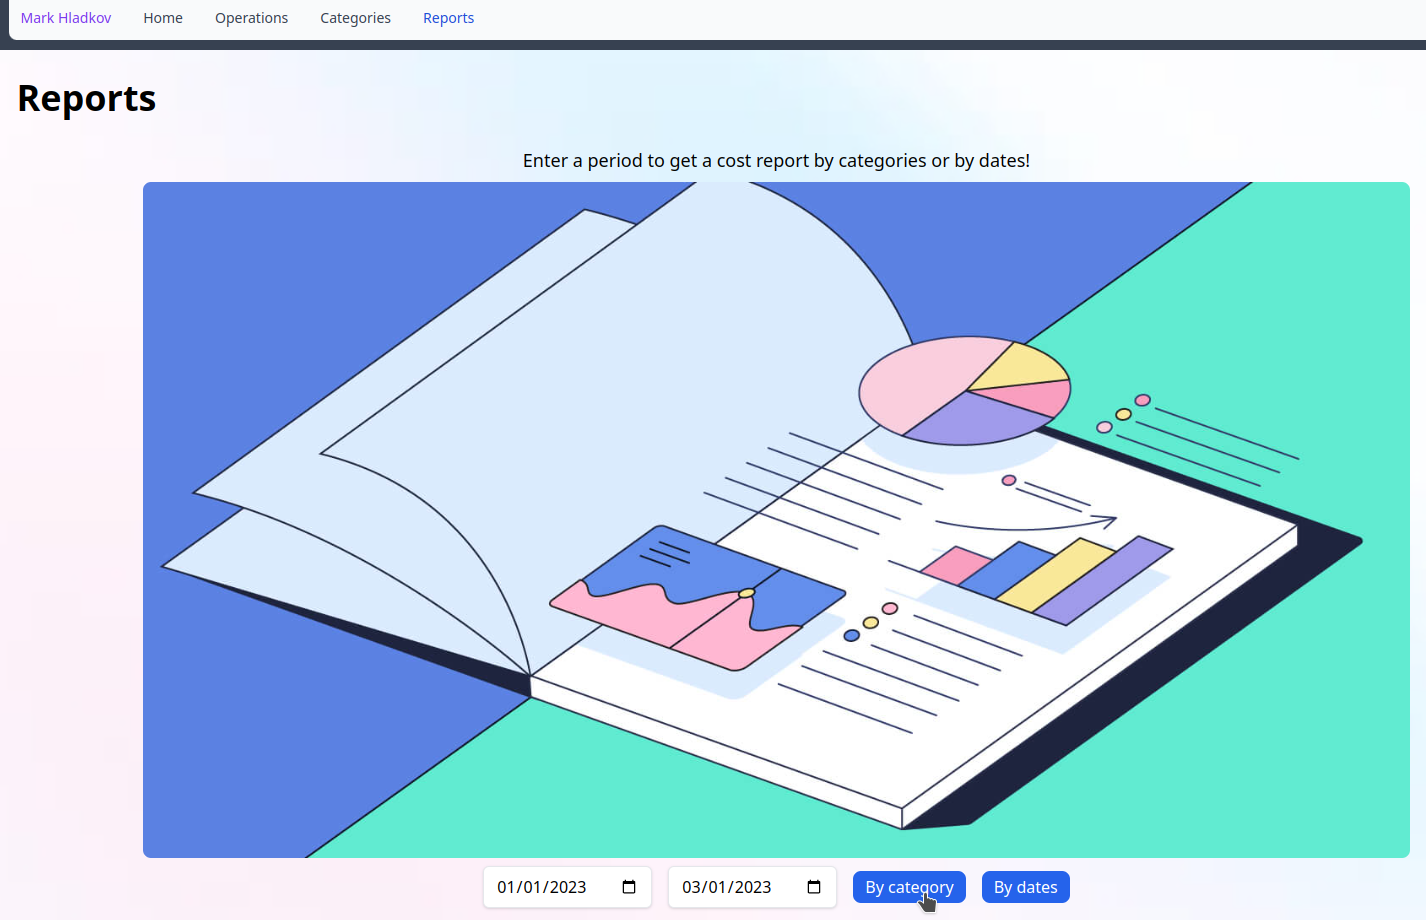 Mark Hladkov Home Operations Categories Reports
Reports
Enter a period to get a cost report by categories or by dates!
01/01/2023 03/01/2023 By category By dates